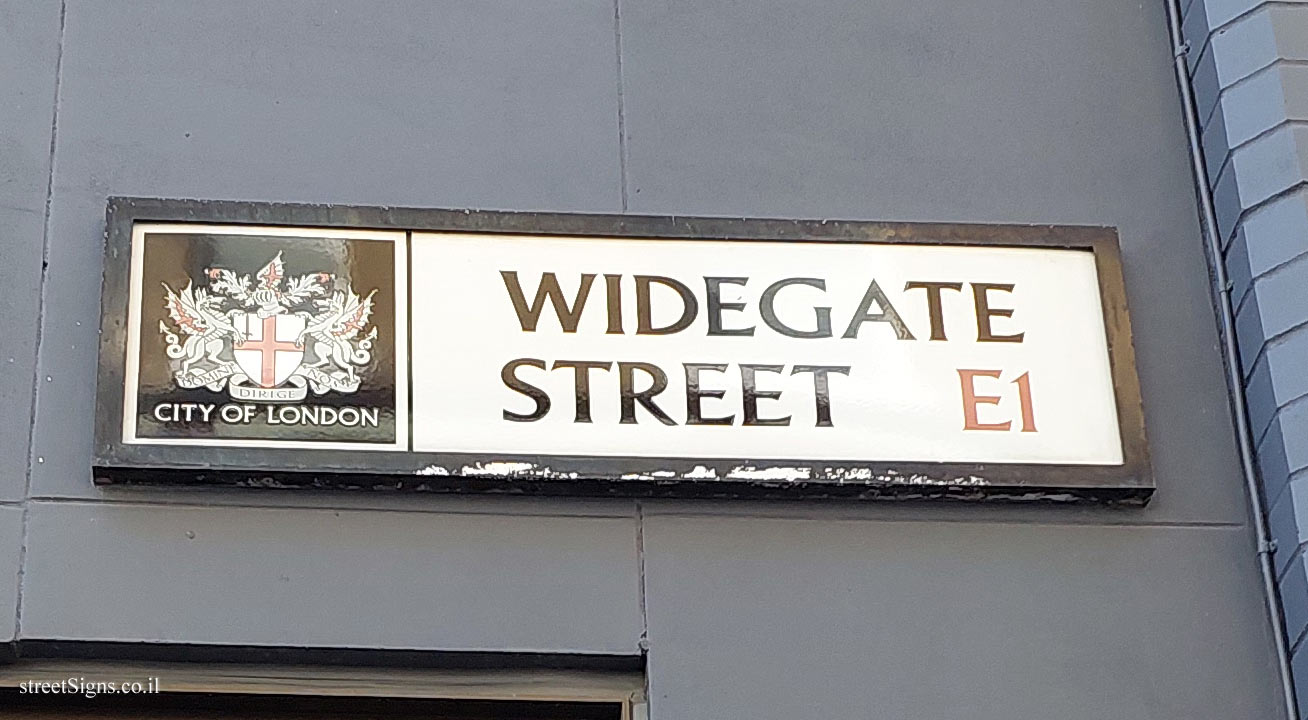 DOMINE DIRIGE NOS
CITY OF LONDON
WIDEGATE
STREET E1
streetSigns.co.il